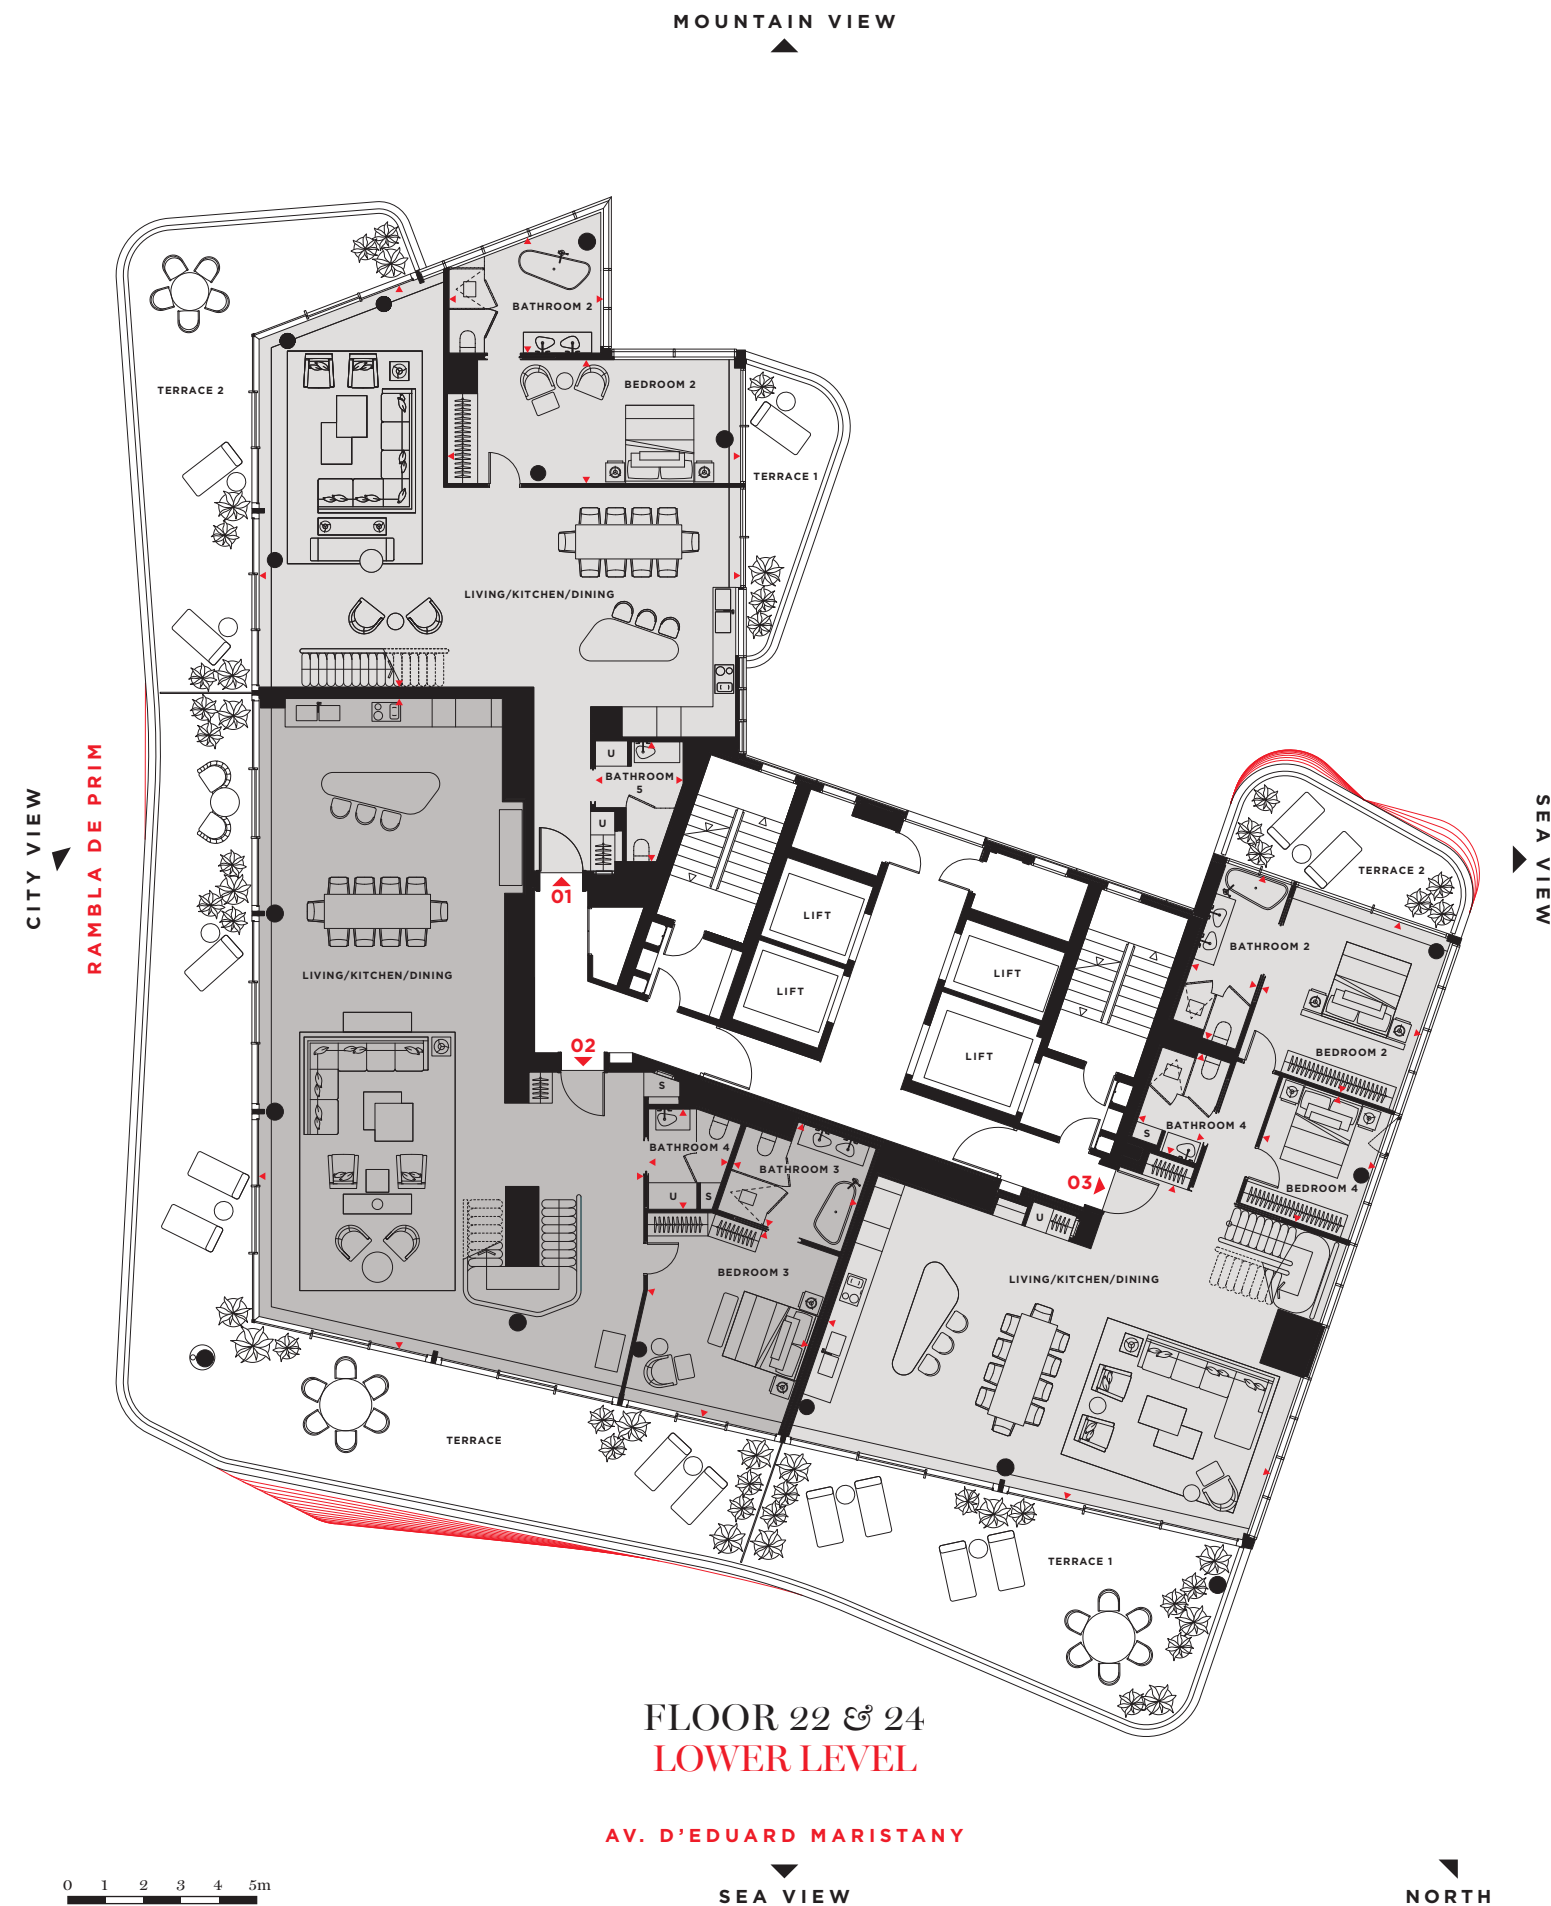 MOUNTAIN VIEW
BATHROOM 2
TERRACE 2
BEDROOM 2
TERRACE 1
LIVING/KITCHEN/DINING
U
BATHROOM
5
U
01
CITY VIEW
RAMBLA DE PRIM
SEA VIEW
LIFT
LIFT
LIFT
LIFT
TERRACE 2
BATHROOM 2
LIVING/KITCHEN/DINING
02
S
BEDROOM 2
BATHROOM 4
S
BATHROOM 4
BATHROOM 3
U
S
03
BEDROOM 4
U
BEDROOM 3
LIVING/KITCHEN/DINING
TERRACE
TERRACE 1
FLOOR 22 & 24
LOWER LEVEL
AV. D’EDUARD MARISTANY
0 1 2 3 4 5m
SEA VIEW
NORTH